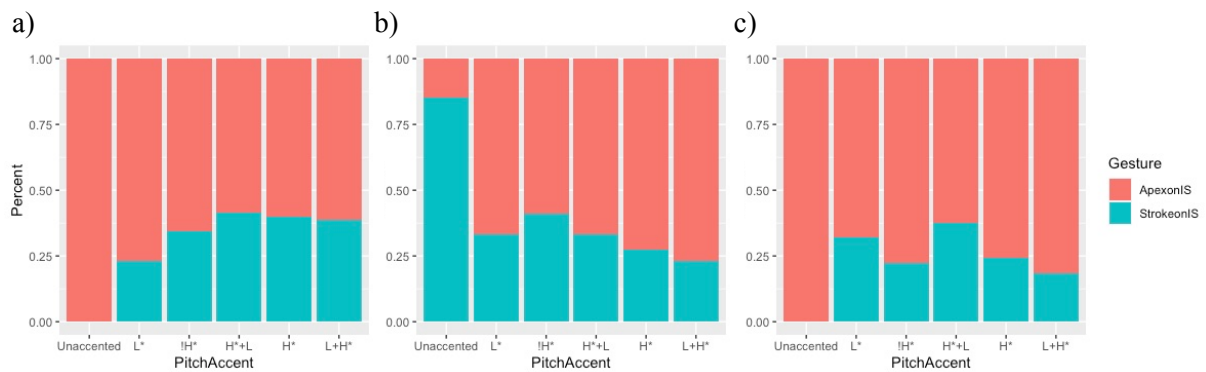 a)
b)
c)
Percent
1.00
0.75
0.50
0.25
0.00
Unaccented L* !H* H*+L H* L+H*
PitchAccent
1.00
0.75
0.50
0.25
0.00
Unaccented L* !H* H*+L H* L+H*
PitchAccent
1.00
0.75
0.50
0.25
0.00
Unaccented L* !H* H*+L H* L+H*
PitchAccent
Gesture
ApexonIS
StrokeonIS